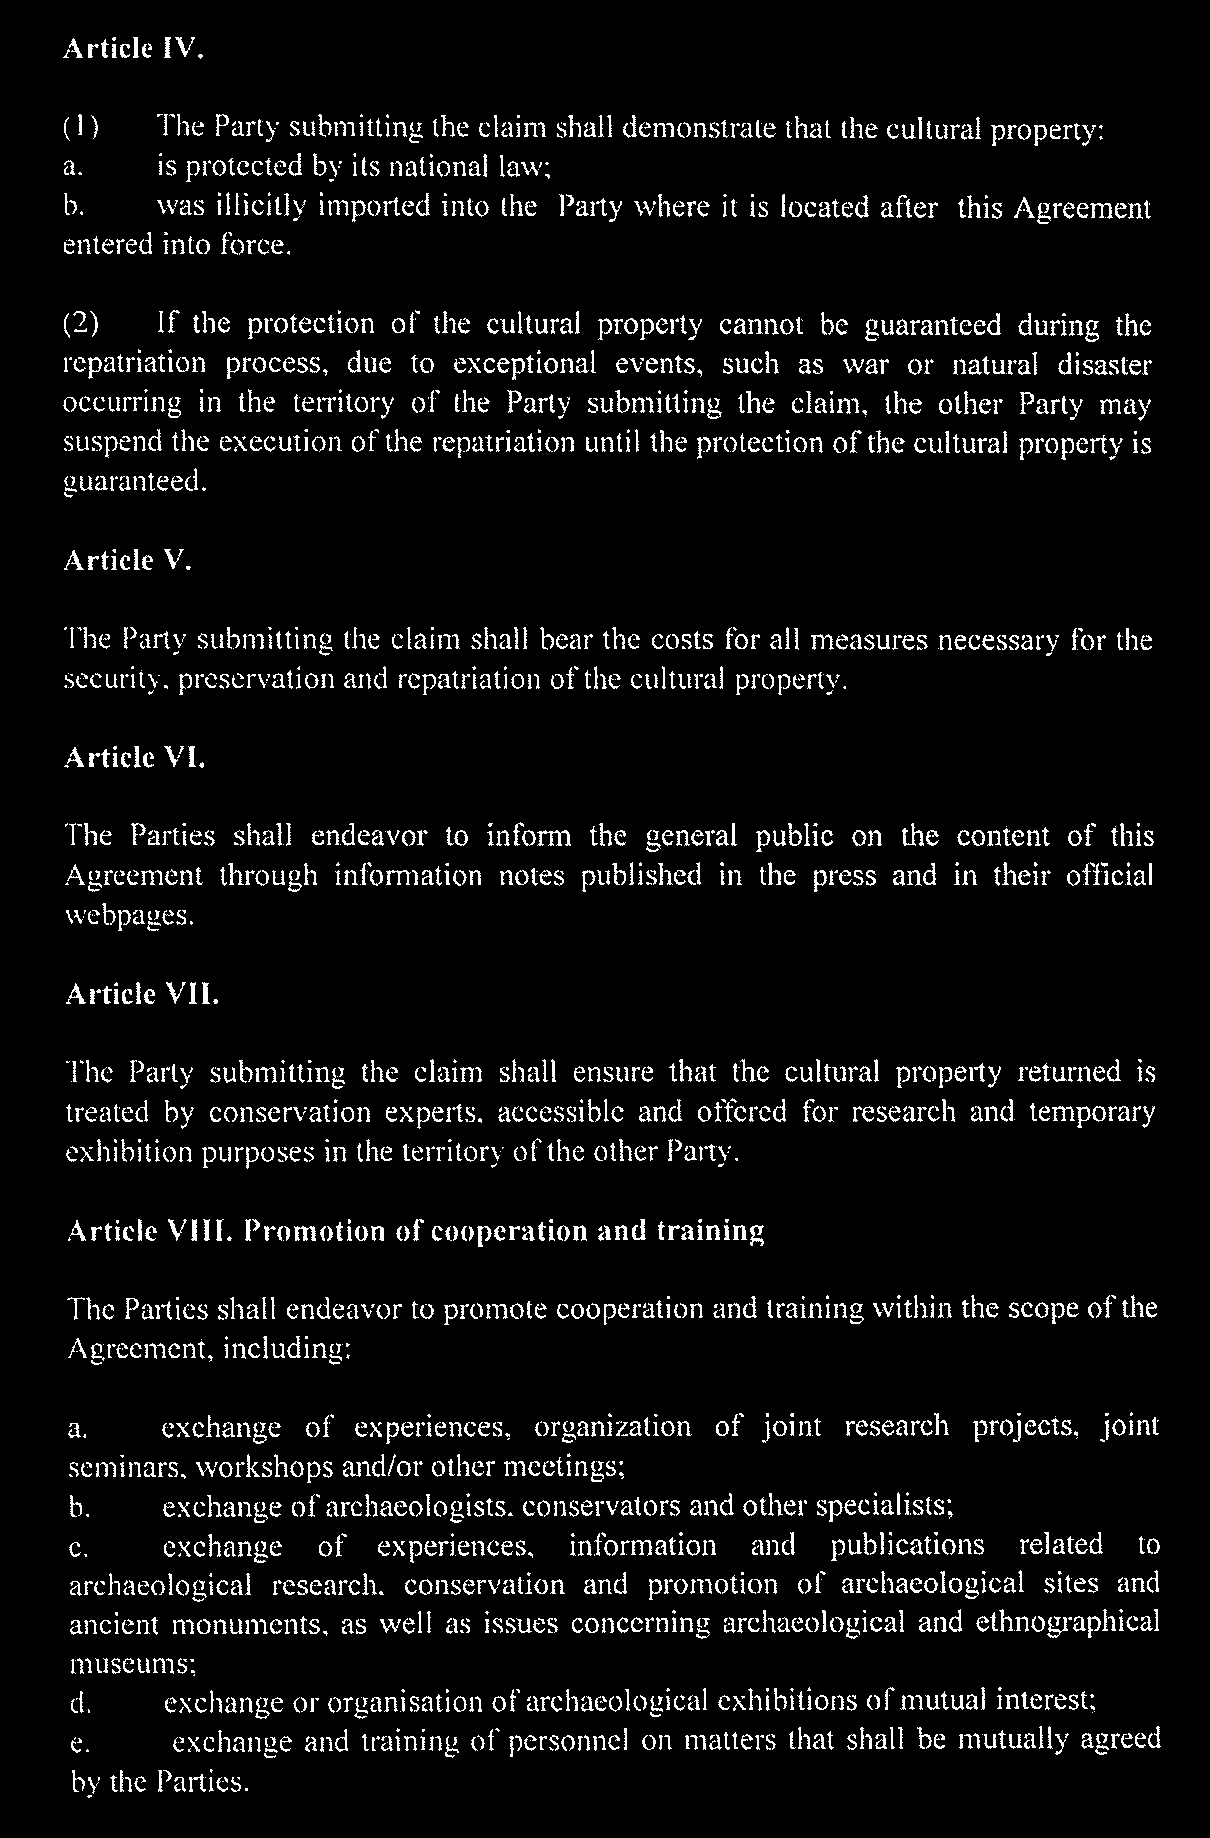 Article IV.
(1) The Party submitting the claim shall demonstrate that the cultural property:
a. is protected by its national law;
b. was illicitly imported into the Party where it is located after this Agreement
entered into force.
(2) If the protection of the cultural property cannot be guaranteed during the
repatriation process, due to exceptional events, such as war or natural disaster
occurring in the territory of the Party submitting the claim, the other Party may
suspend the execution of the repatriation until the protection of the cultural property is
guaranteed.
Article V.
The Party submitting the claim shall bear the costs for all measures necessary for the
security, preservation and repatriation of the cultural property.
Article VI.
The Parties shall endeavor to inform the general public on the content of this
Agreement through information notes published in the press and in their official
webpages.
Article VII.
The Party submitting the claim shall ensure that the cultural property returned is
treated by conservation experts, accessible and offered for research and temporary
exhibition purposes in the territory of the other Party.
Article VIII. Promotion of cooperation and training
The Parties shall endeavor to promote cooperation and training within the scope of the
Agreement, including:
a. exchange of experiences, organization of joint research projects, joint
seminars, workshops and/or other meetings;
b. exchange of archaeologists, conservators and other specialists;
c. exchange of experiences, information and publications related to
archaeological research, conservation and promotion of archaeological sites and
ancient monuments, as well as issues concerning archaeological and ethnographical
museums;
d. exchange or organisation of archaeological exhibitions of mutual interest;
e. exchange and training of personnel on matters that shall be mutually agreed
by the Parties.